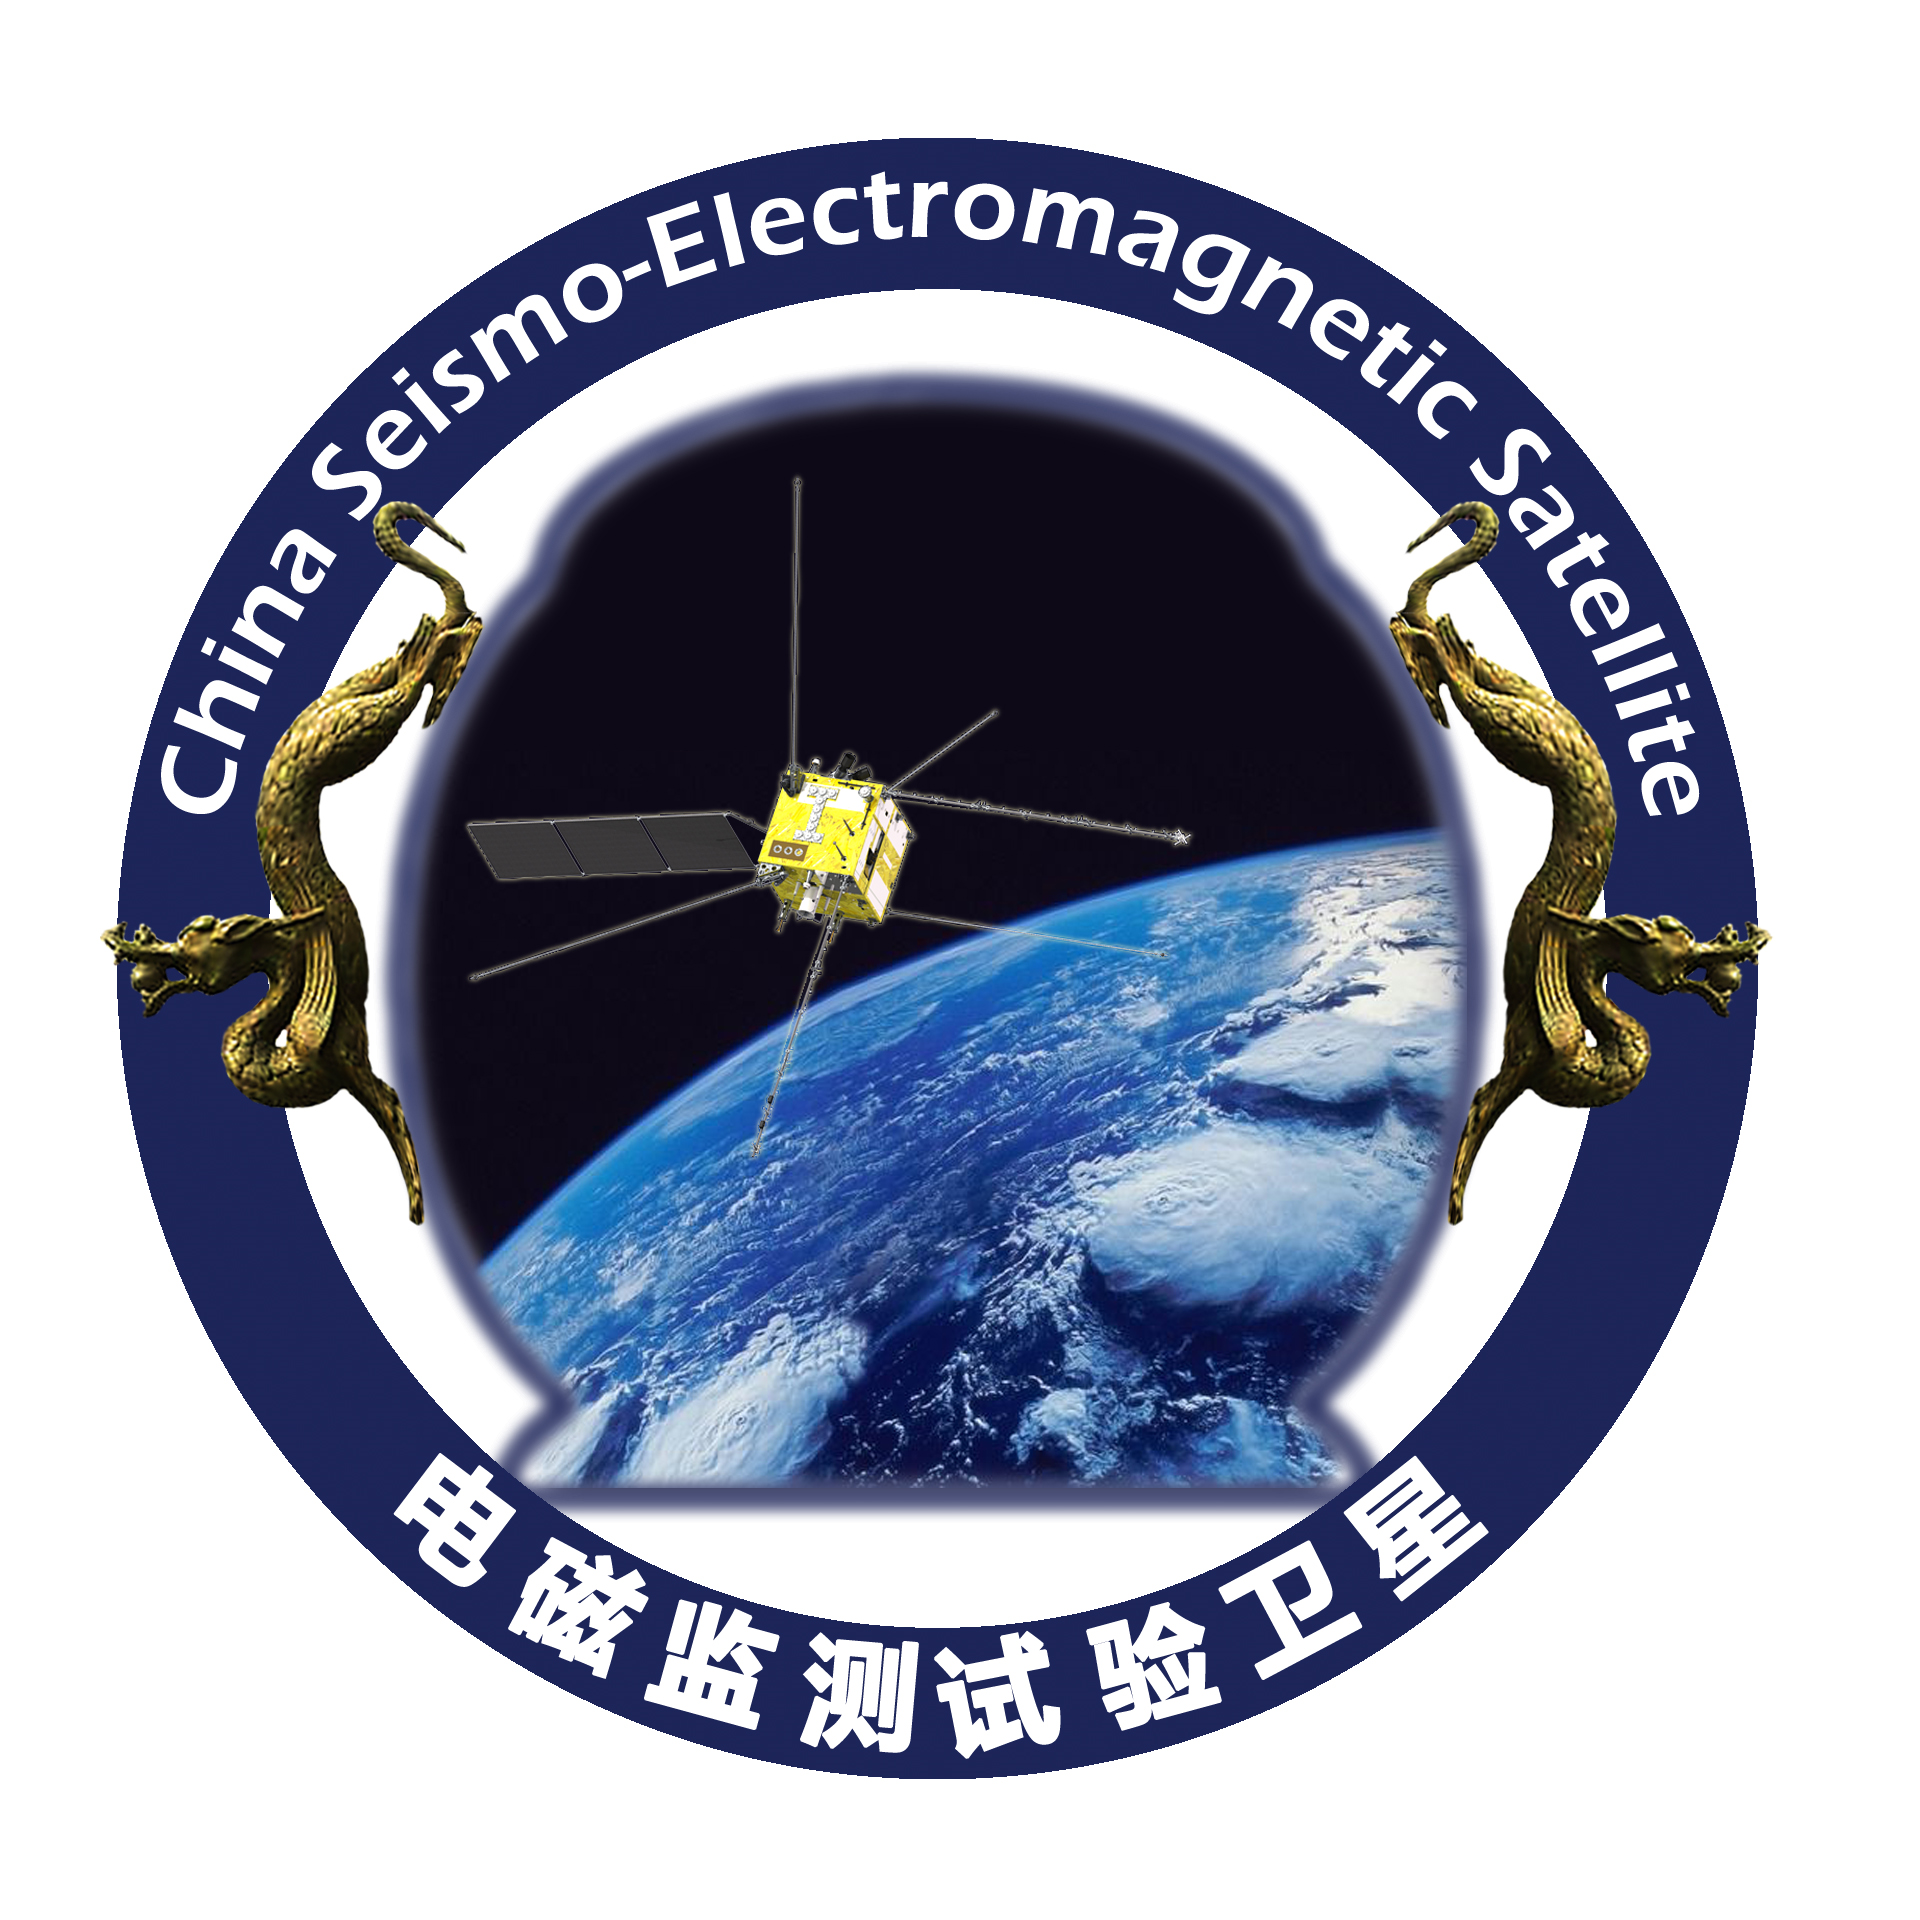 China Seismo-Electromagnetic Satellite
电磁监测试验卫星